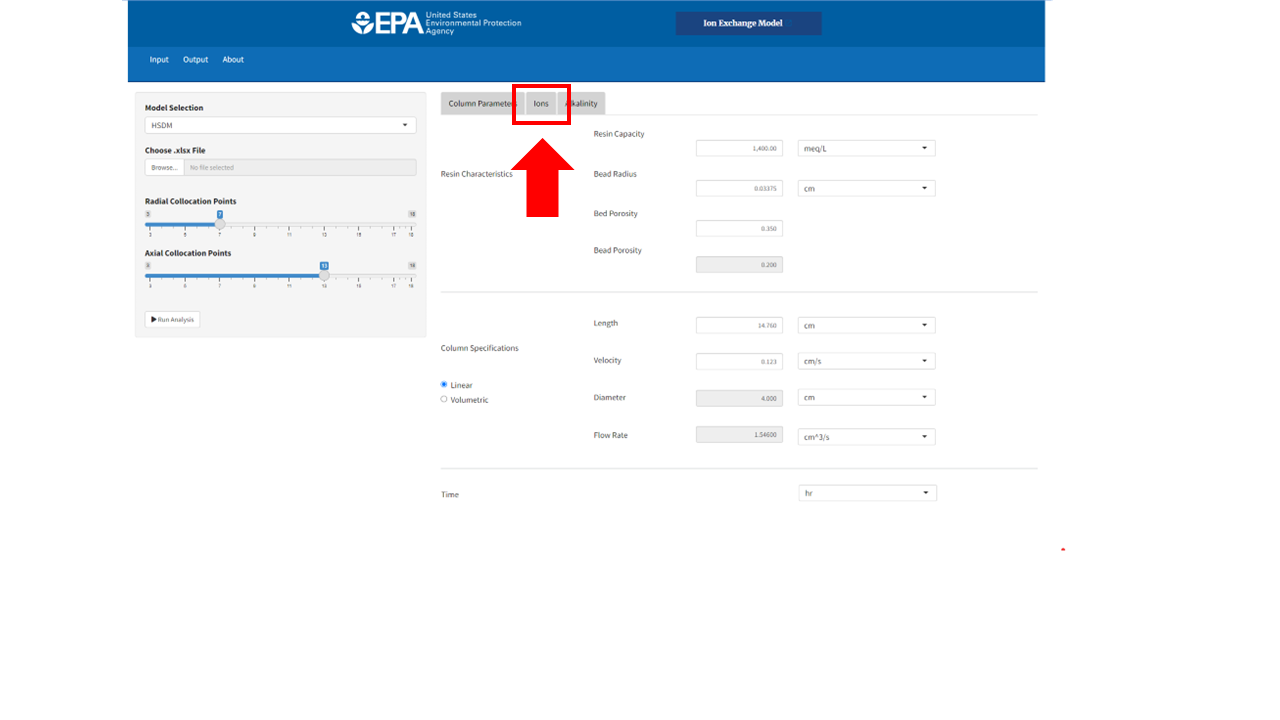 EPA United States
Environmental Protection
Agency
Ion Exchange Model
Input Output About
Model Selection
HSDM
Choose .xlsx File
Browse... No file selected
Radial Collocation Points
3 7 18
3 5 7 9 11 13 15 17 18
Axial Collocation Points
3 13 18
3 5 7 9 11 13 15 17 18
Run Analysis
Column Parameters Ions lkalinity
Resin Characteristics
Resin Capacity
1,400.00 meq/L
Bead Radius
0.03375 cm
Bed Porosity
0.350
Bead Porosity
0.200
Column Specifications
Linear
Volumetric
Length
14.760 cm
Velocity
0.123 cm/s
Diameter
4.000 cm
Flow Rate
1.54600 cm^3/s
Time
hr